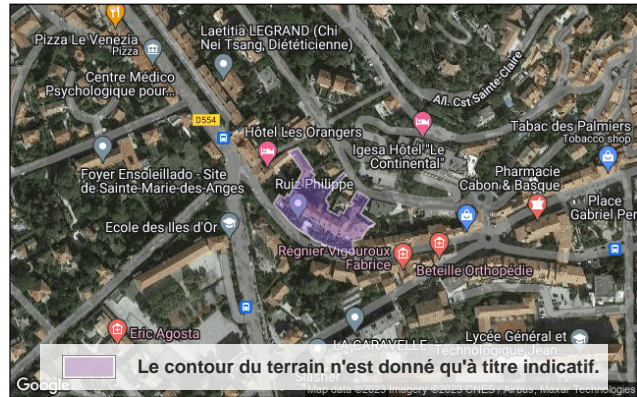 Pizza Le Venezia
Pizza
Laetitia LEGRAND (Chi
Nei Tsang, Diététicienne)
Centre Médico
Psychologique pour...
D554
All. Cst Sainte-Claire
Hôtel Les Orangers
Igesa Hôtel "Le
Continental"
Tabac des Palmiers
Tobacco shop
Foyer Ensoleillado - Site
de Sainte-Marie-des-Anges
Ruiz Philippe
Pharmacie
Cabon & Basque
Place
Gabriel Per
Ecole des Iles d'Or
Régnier-Vigouroux
Fabrice
Beteille Orthopédie
Eric Agosta
LA CARAVELLE
Lycée Général et
Technologique Jean...
Slasher
Le contour du terrain n'est donné qu'à titre indicatif.
Google
Map data ©2023 Imagery ©2023 CNES / Airbus, Maxar Technologies